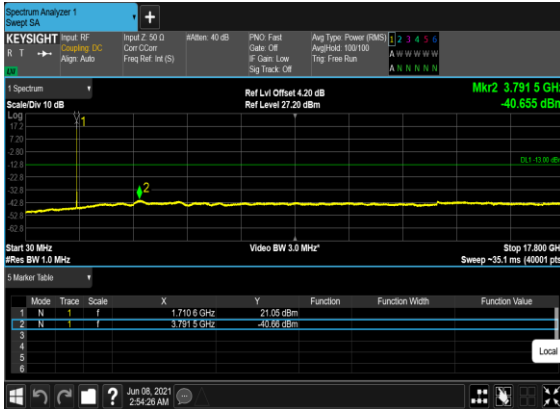 Spectrum Analyzer 1
Swept SA
+
KEYSIGHT
R T
Input: RF
Coupling: DC
Align: Auto
Input Z: 50 Ω
Corr CCorr
Freq Ref: Int (S)
#Atten: 40 dB
PNO: Fast
Gate: Off
IF Gain: Low
Sig Track: Off
Avg Type: Power (RMS)
Avg|Hold: 100/100
Trig: Free Run
1 2 3 4 5 6
A W W W W W
A N N N N N
1 Spectrum
Scale/Div 10 dB
Ref Lvl Offset 4.20 dB
Ref Level 27.20 dBm
Mkr2 3.791 5 GH
-40.655 dBm
Log
17.2
7.20
-2.80
-12.8
-22.8
-32.8
-42.8
-52.8
-62.8
1
2
DL1 -13.00 dB
Start 30 MHz
#Res BW 1.0 MHz
Video BW 3.0 MHz*
Stop 17.800 GH
Sweep ~35.1 ms (40001 pts
5 Marker Table
Mode Trace Scale X Y Function Function Width Function Value
1 N 1 f 1.710 6 GHz 21.05 dBm
2 N 1 f 3.791 5 GHz -40.66 dBm
3
4
5
6
Local
?
Jun 08, 2021
2:54:26 AM